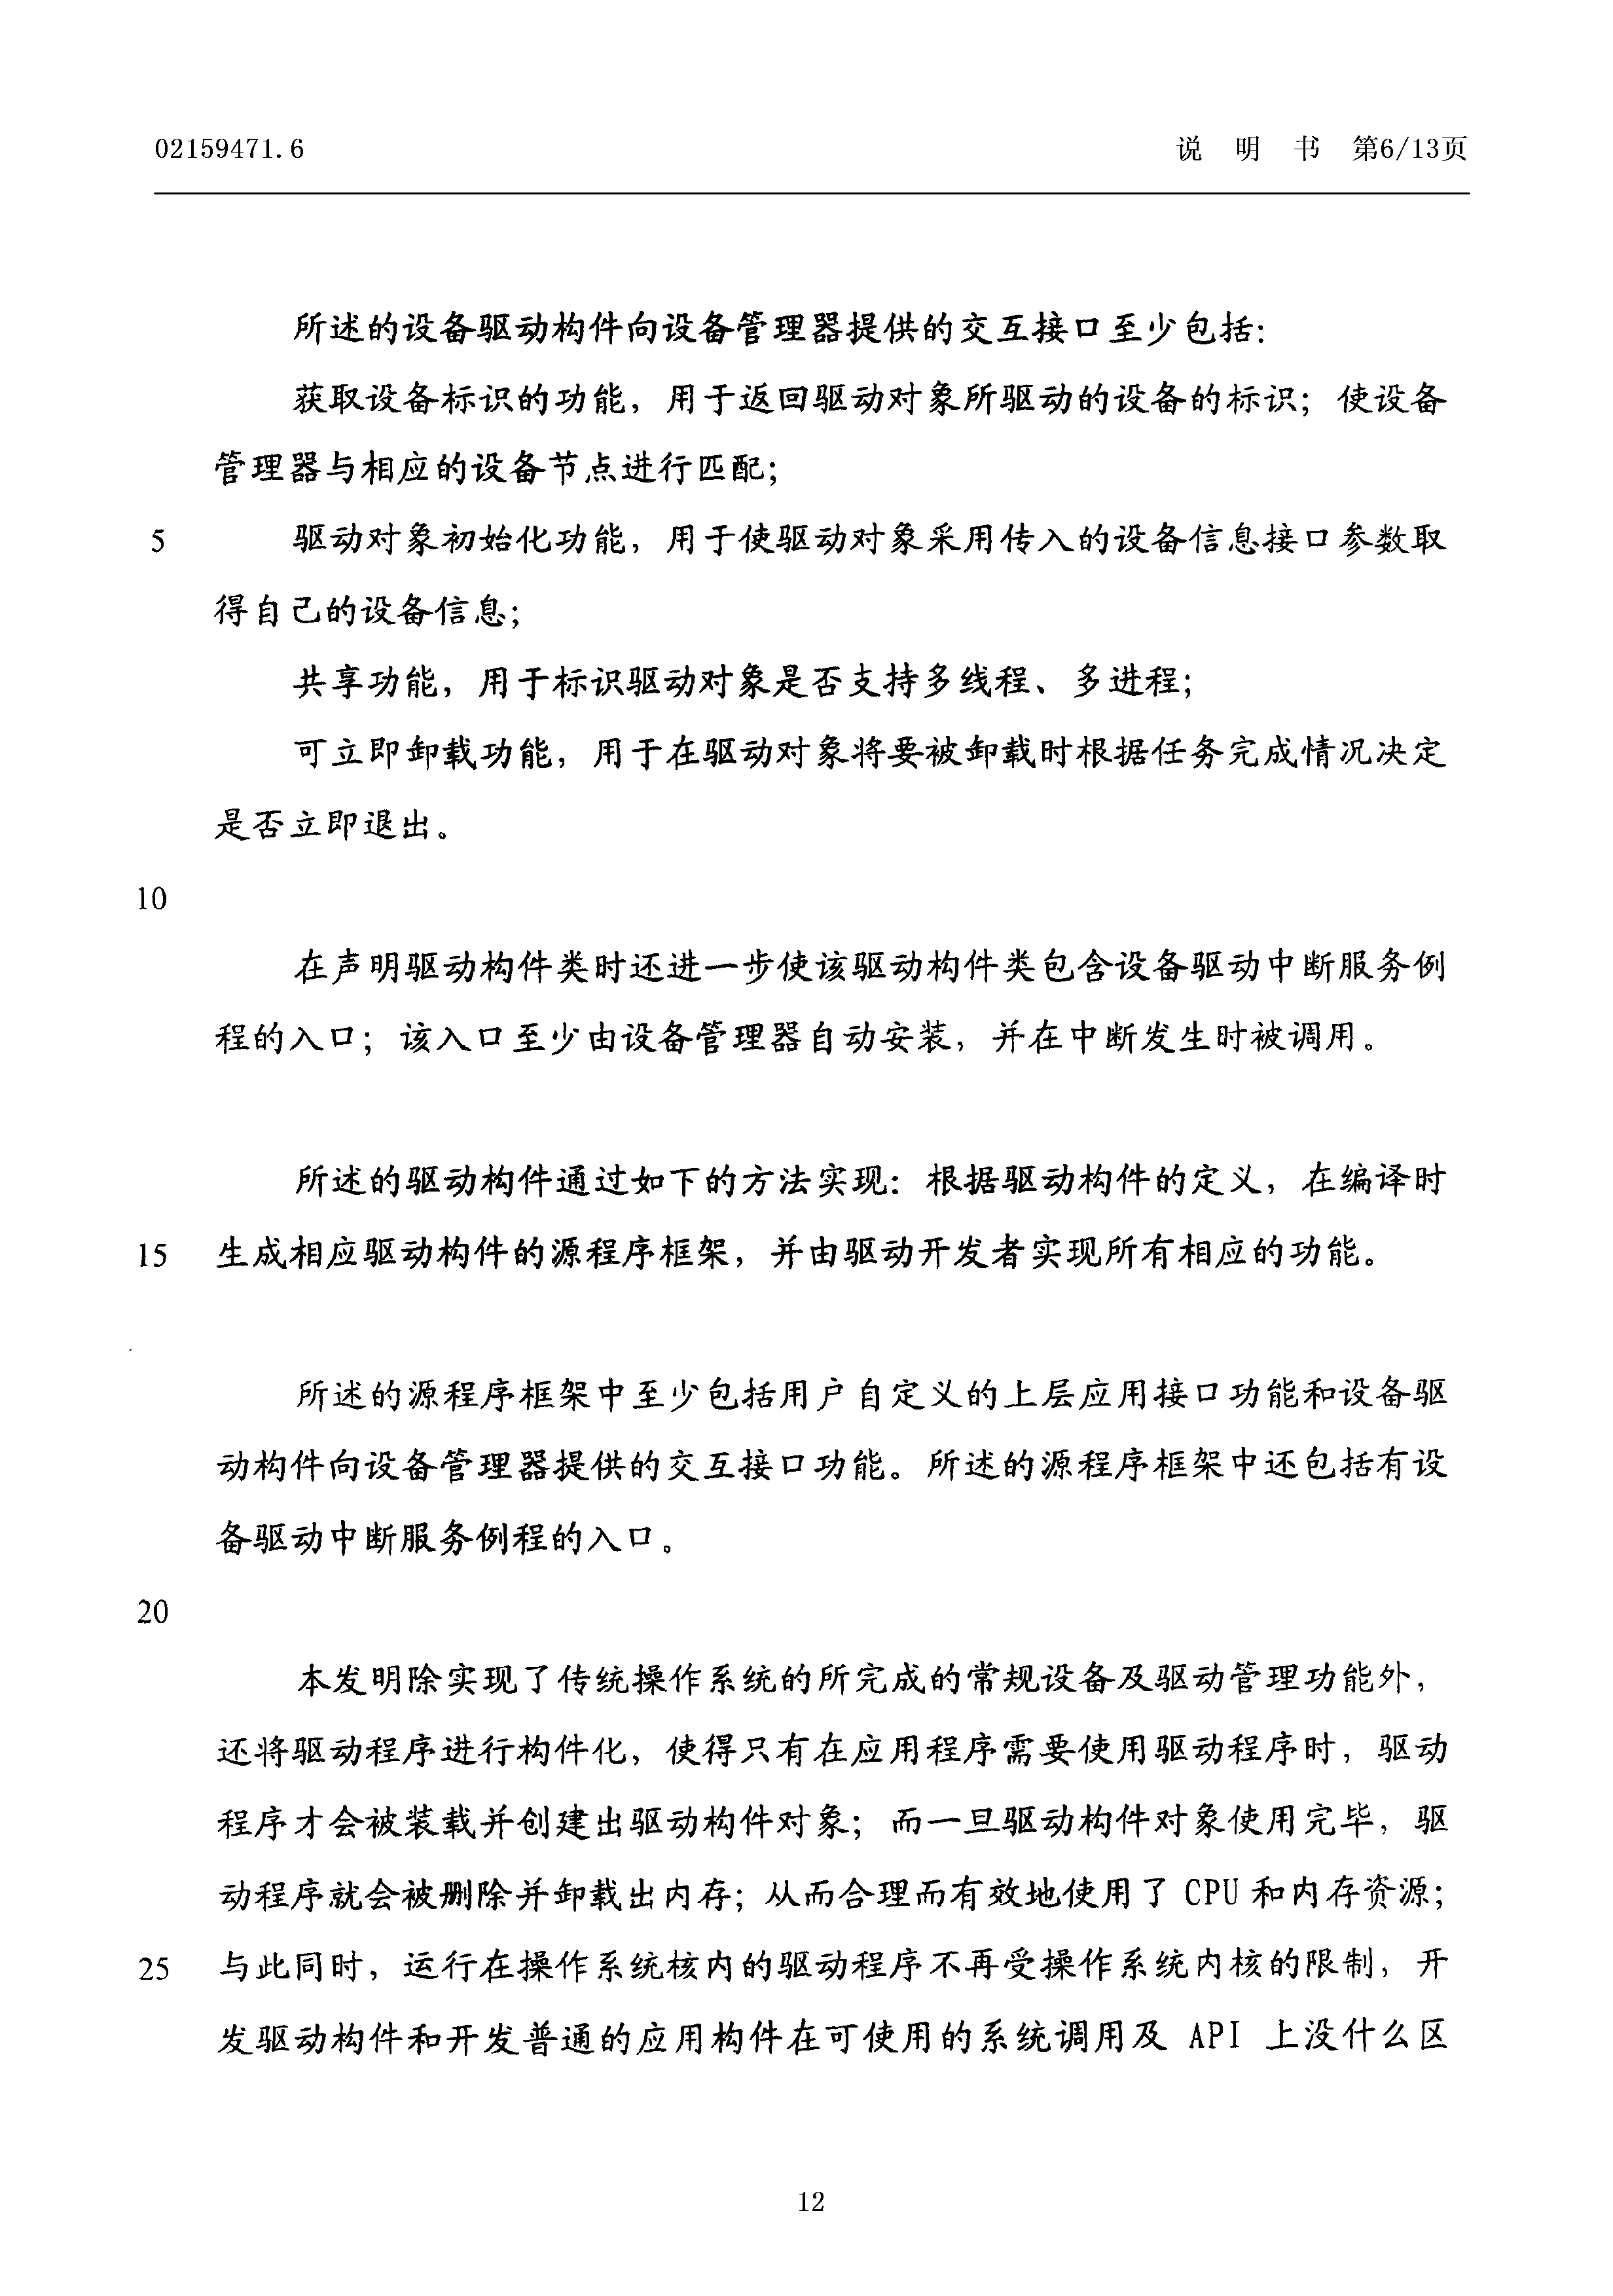 02159471.6 说 明 书 第6/13页
所述的设备驱动构件向设备管理器提供的交互接口至少包括：
获取设备标识的功能，用于返回驱动对象所驱动的设备的标识；使设备
管理器与相应的设备节点进行匹配；
5 驱动对象初始化功能，用于使驱动对象采用传入的设备信息接口参数取
得自己的设备信息；
共享功能，用于标识驱动对象是否支持多线程、多进程；
可立即卸载功能，用于在驱动对象将要被卸载时根据任务完成情况决定
是否立即退出。
10
在声明驱动构件类时还进一步使该驱动构件类包含设备驱动中断服务例
程的入口；该入口至少由设备管理器自动安装，并在中断发生时被调用。
所述的驱动构件通过如下的方法实现：根据驱动构件的定义，在编译时
15 生成相应驱动构件的源程序框架，并由驱动开发者实现所有相应的功能。
所述的源程序框架中至少包括用户自定义的上层应用接口功能和设备驱
动构件向设备管理器提供的交互接口功能。所述的源程序框架中还包括有设
备驱动中断服务例程的入口。
20
本发明除实现了传统操作系统的所完成的常规设备及驱动管理功能外，
还将驱动程序进行构件化，使得只有在应用程序需要使用驱动程序时，驱动
程序才会被装载并创建出驱动构件对象；而一旦驱动构件对象使用完毕，驱
动程序就会被删除并卸载出内存；从而合理而有效地使用了 CPU 和内存资源；
25 与此同时，运行在操作系统核内的驱动程序不再受操作系统内核的限制，开
发驱动构件和开发普通的应用构件在可使用的系统调用及 API 上没什么区
12